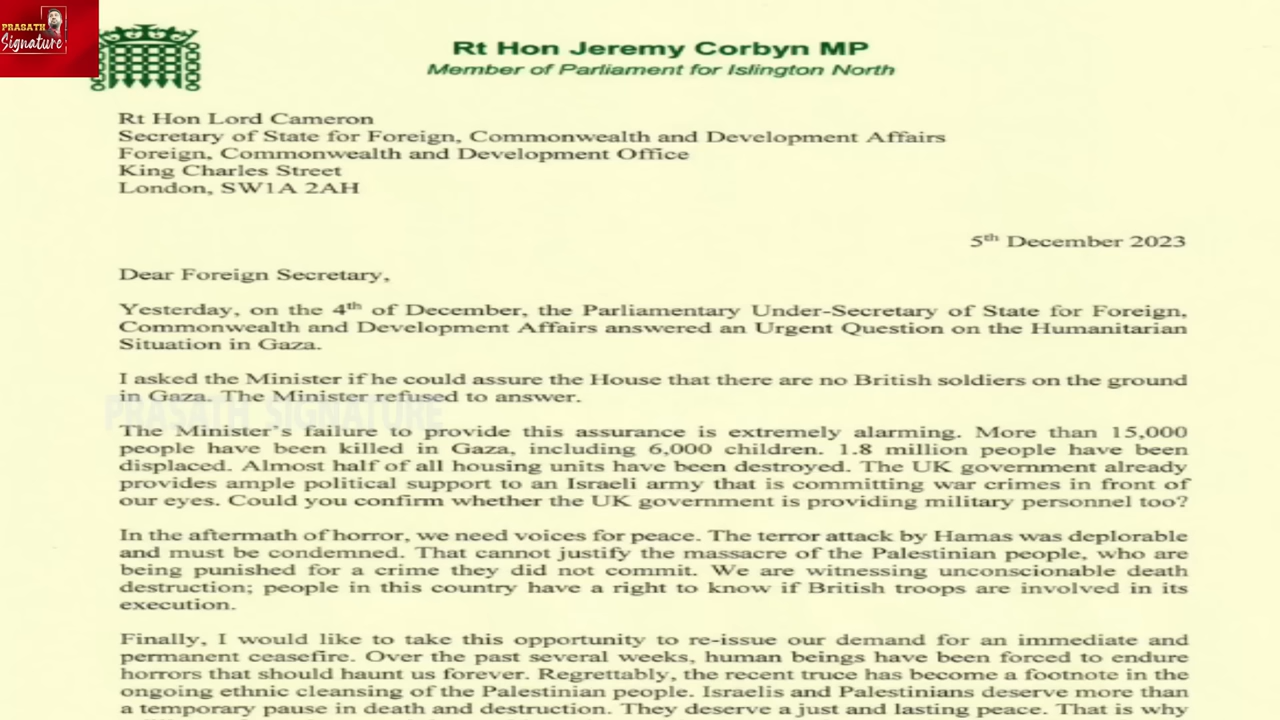 PRASATH
Signature
Rt Hon Jeremy Corbyn MP
Member of Parliament for Islington North
Rt Hon Lord Cameron
Secretary of State for Foreign, Commonwealth and Development Affairs
Foreign, Commonwealth and Development Office
King Charles Street
London, SW1A 2AH
5th December 2023
Dear Foreign Secretary,
Yesterday, on the 4th of December, the Parliamentary Under-Secretary of State for Foreign,
Commonwealth and Development Affairs answered an Urgent Question on the Humanitarian
Situation in Gaza.
I asked the Minister if he could assure the House that there are no British soldiers on the ground
in Gaza. The Minister refused to answer.
PRASATH SIGNATURE
The Minister's failure to provide this assurance is extremely alarming. More than 15,000
people have been killed in Gaza, including 6,000 children. 1.8 million people have been
displaced. Almost half of all housing units have been destroyed. The UK government already
provides ample political support to an Israeli army that is committing war crimes in front of
our eyes. Could you confirm whether the UK government is providing military personnel too?
In the aftermath of horror, we need voices for peace. The terror attack by Hamas was deplorable
and must be condemned. That cannot justify the massacre of the Palestinian people, who are
being punished for a crime they did not commit. We are witnessing unconscionable death
destruction; people in this country have a right to know if British troops are involved in its
execution.
Finally, I would like to take this opportunity to re-issue our demand for an immediate and
permanent ceasefire. Over the past several weeks, human beings have been forced to endure
horrors that should haunt us forever. Regrettably, the recent truce has become a footnote in the
ongoing ethnic cleansing of the Palestinian people. Israelis and Palestinians deserve more than
a temporary pause in death and destruction. They deserve a just and lasting peace. That is why